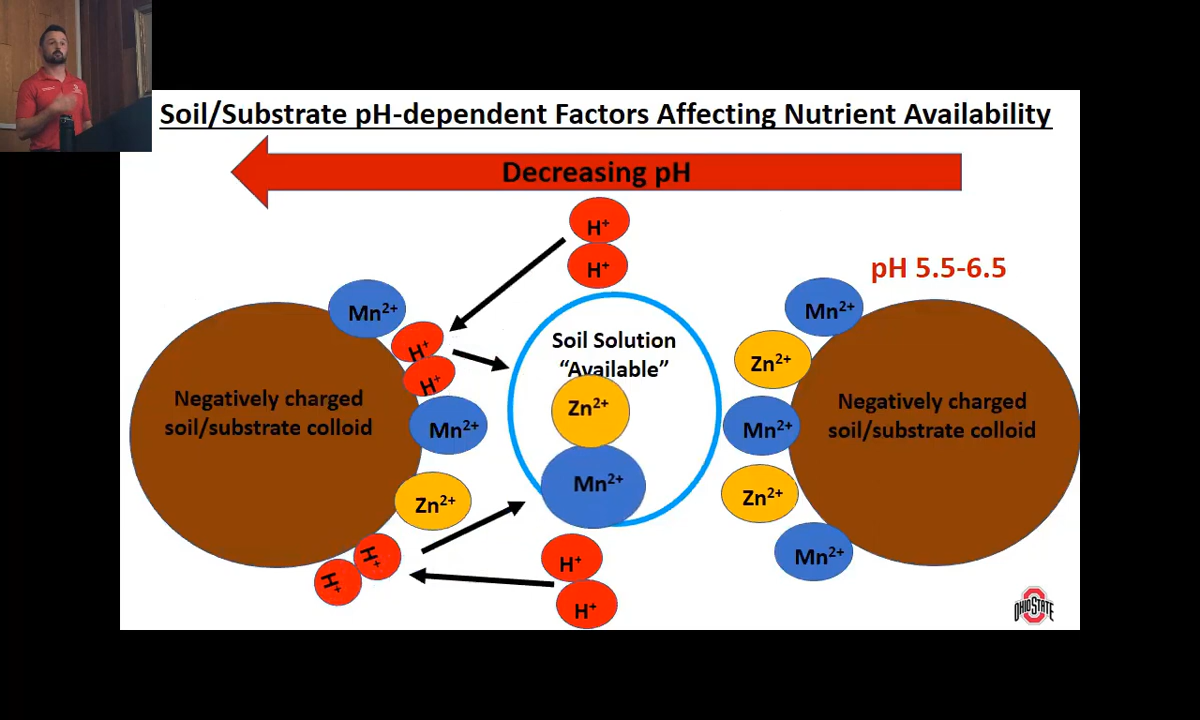 Soil/Substrate pH-dependent Factors Affecting Nutrient Availability
Decreasing pH
H⁺
H⁺
pH 5.5-6.5
Mn²⁺
H⁺
H⁺
Negatively charged
soil/substrate colloid
Mn²⁺
Zn²⁺
H⁺
H⁺
Soil Solution
“Available”
Zn²⁺
Mn²⁺
H⁺
H⁺
Mn²⁺
Zn²⁺
Mn²⁺
Zn²⁺
Mn²⁺
Negatively charged
soil/substrate colloid
OHIO STATE